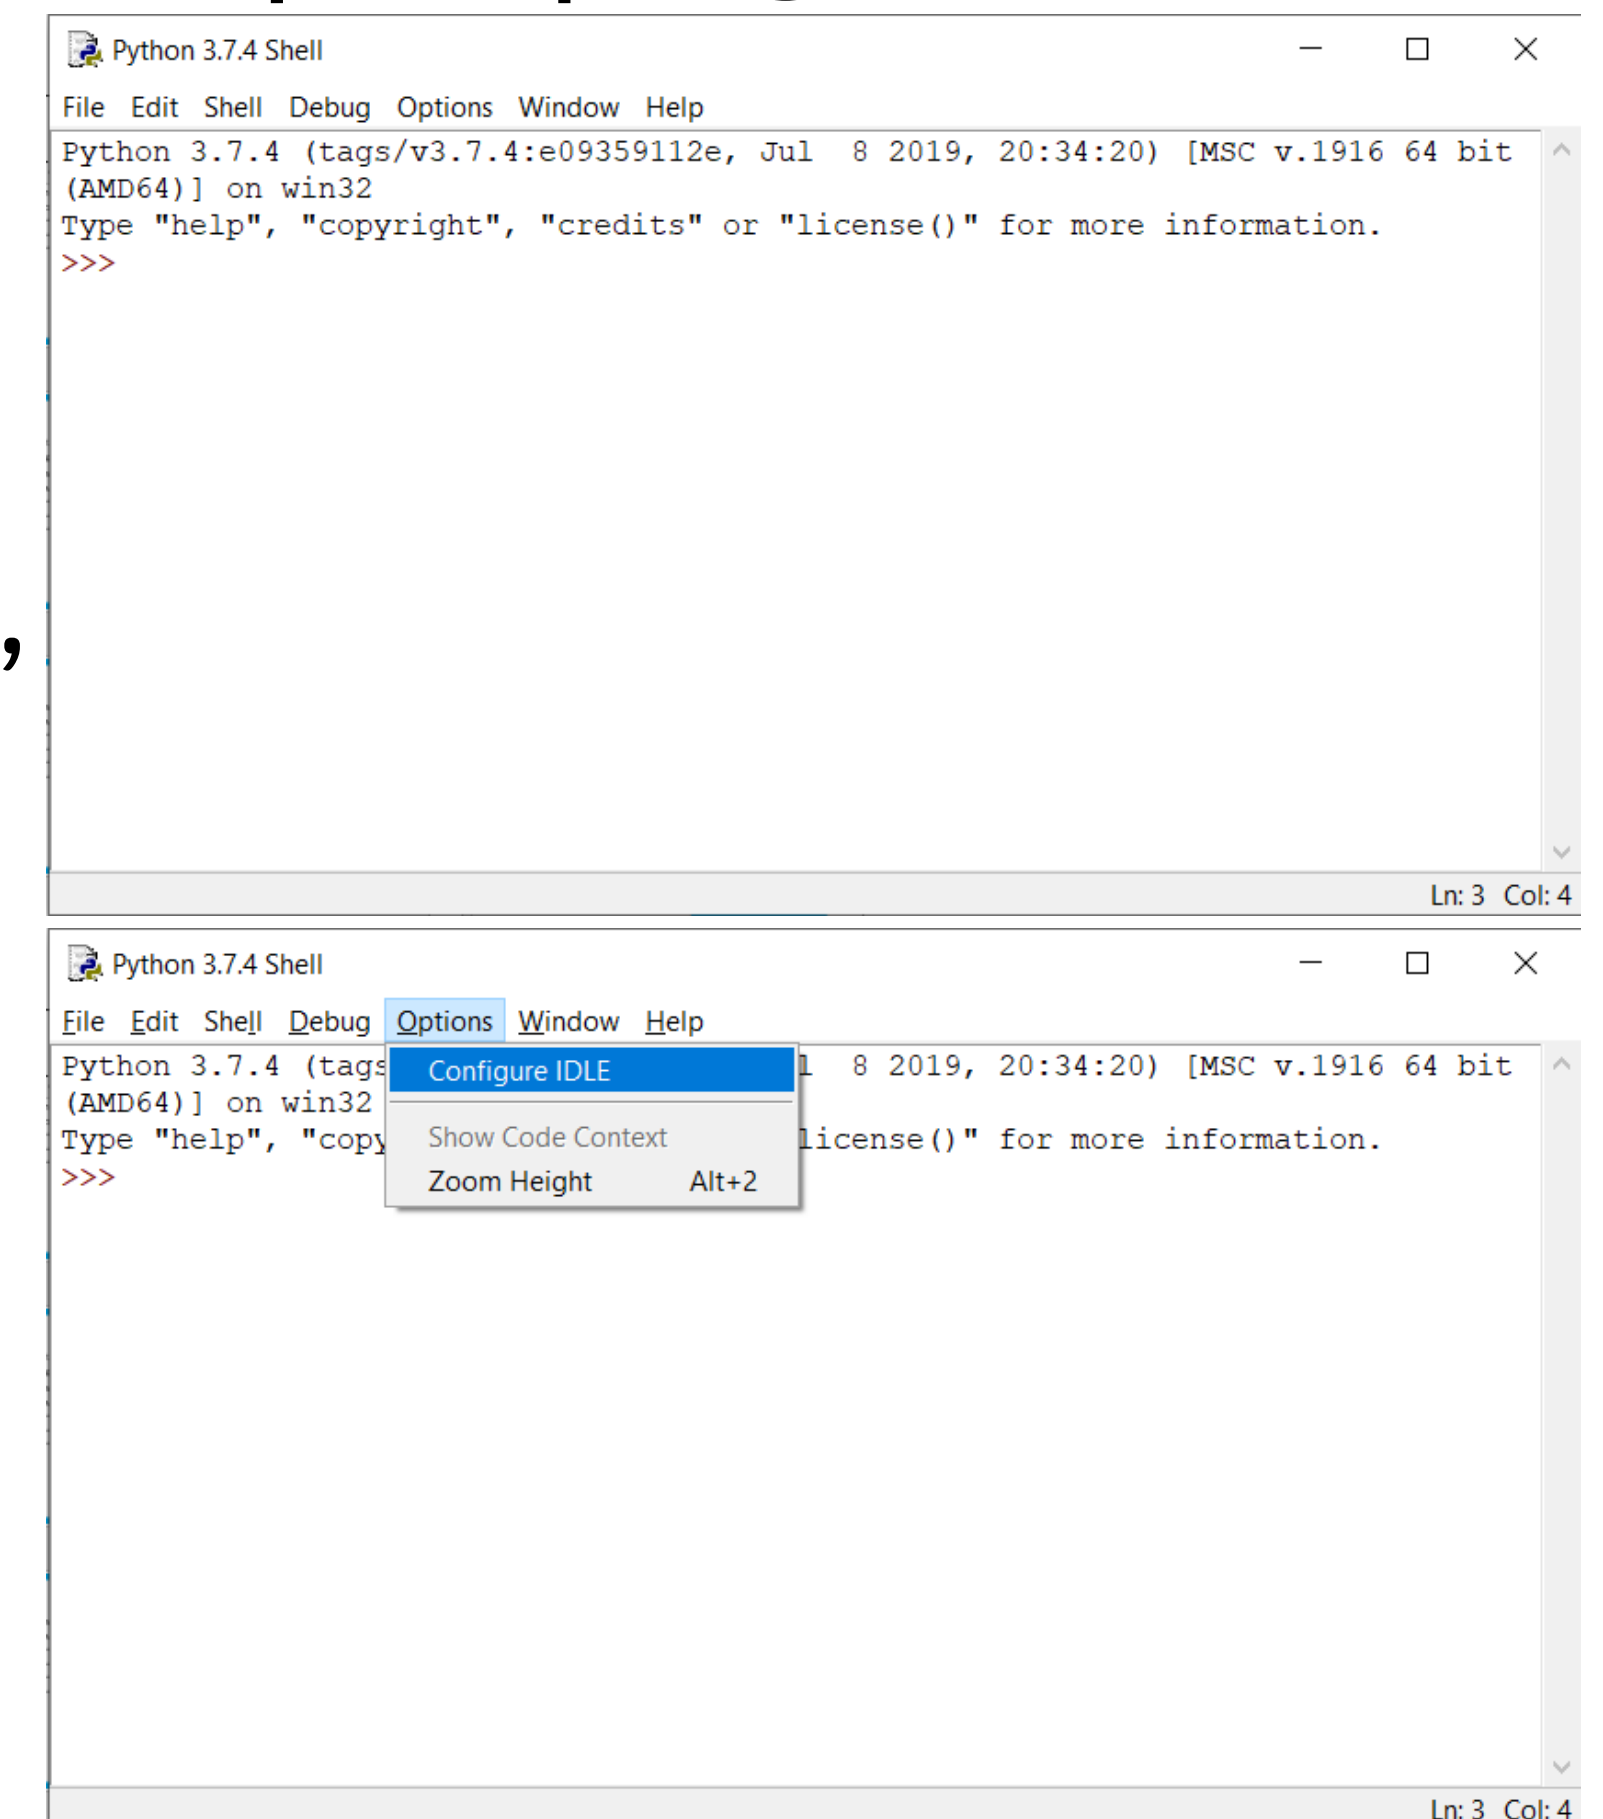 Python 3.7.4 Shell
File Edit Shell Debug Options Window Help
Python 3.7.4 (tags/v3.7.4:e09359112e, Jul  8 2019, 20:34:20) [MSC v.1916 64 bit
(AMD64)] on win32
Type "help", "copyright", "credits" or "license()" for more information.
>>>
,
Ln: 3 Col: 4
Python 3.7.4 Shell
File Edit Shell Debug Options Window Help
Python 3.7.4 (tags l  8 2019, 20:34:20) [MSC v.1916 64 bit
Configure IDLE
(AMD64)] on win32
Type "help", "copy license()" for more information.
Show Code Context
>>>
Zoom Height Alt+2
Ln: 3 Col: 4